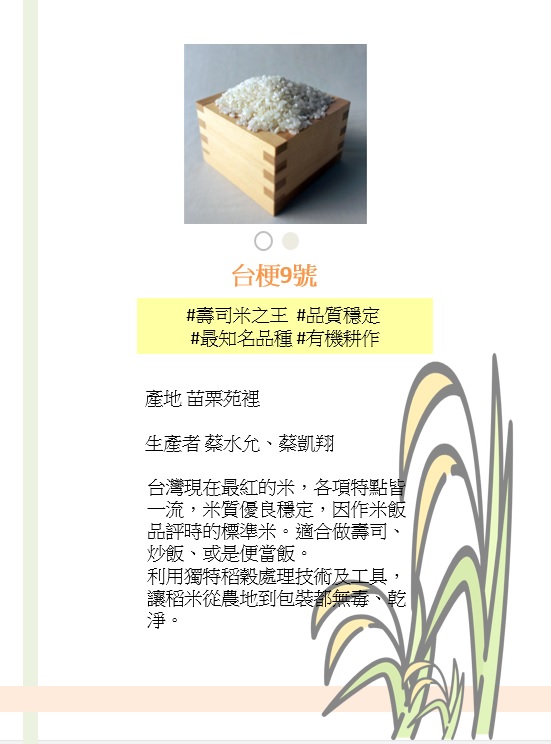 台梗9號
#壽司米之王 #品質穩定
#最知名品種 #有機耕作
產地 苗栗苑裡
生產者 蔡水允、蔡凱翔
台灣現在最紅的米，各項特點皆
一流，米質優良穩定，因作米飯
品評時的標準米。適合做壽司、
炒飯、或是便當飯。
利用獨特稻榖處理技術及工具，
讓稻米從農地到包裝都無毒、乾
淨。